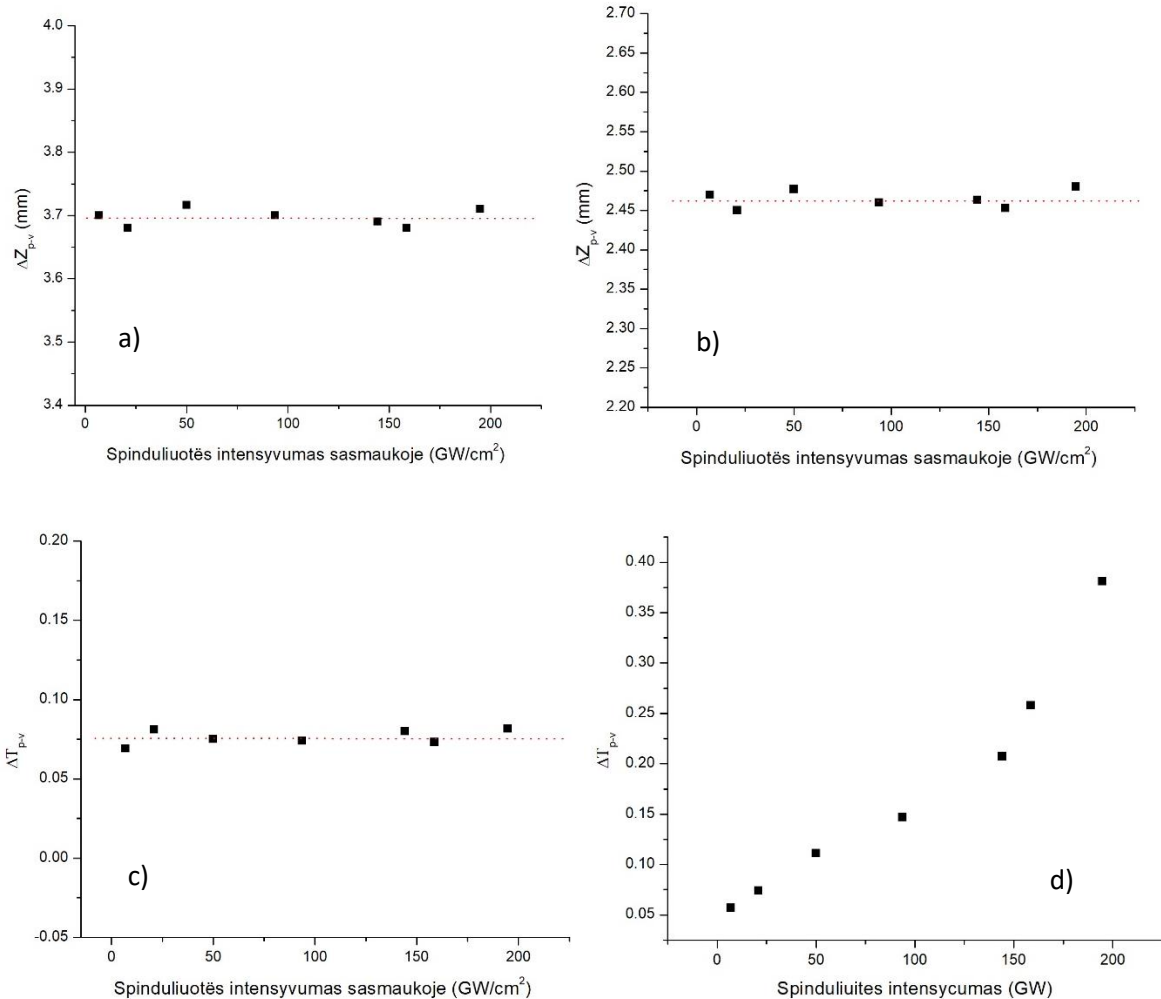 4.0
3.9
3.8
3.7
3.6
3.5
3.4
ΔZp-v (mm)
a)
0 50 100 150 200
Spinduliuotės intensyvumas sasmaukoje (GW/cm²)
2.70
2.65
2.60
2.55
2.50
2.45
2.40
2.35
2.30
2.25
2.20
ΔZp-v (mm)
b)
0 50 100 150 200
Spinduliuotės intensyvumas sasmaukoje (GW/cm²)
0.20
0.15
0.10
0.05
0.00
-0.05
ΔTp-v
c)
0 50 100 150 200
Spinduliuotės intensyvumas sasmaukoje (GW/cm²)
0.40
0.35
0.30
0.25
0.20
0.15
0.10
0.05
ΔTp-v
d)
0 50 100 150 200
Spinduliuites intensycumas (GW)